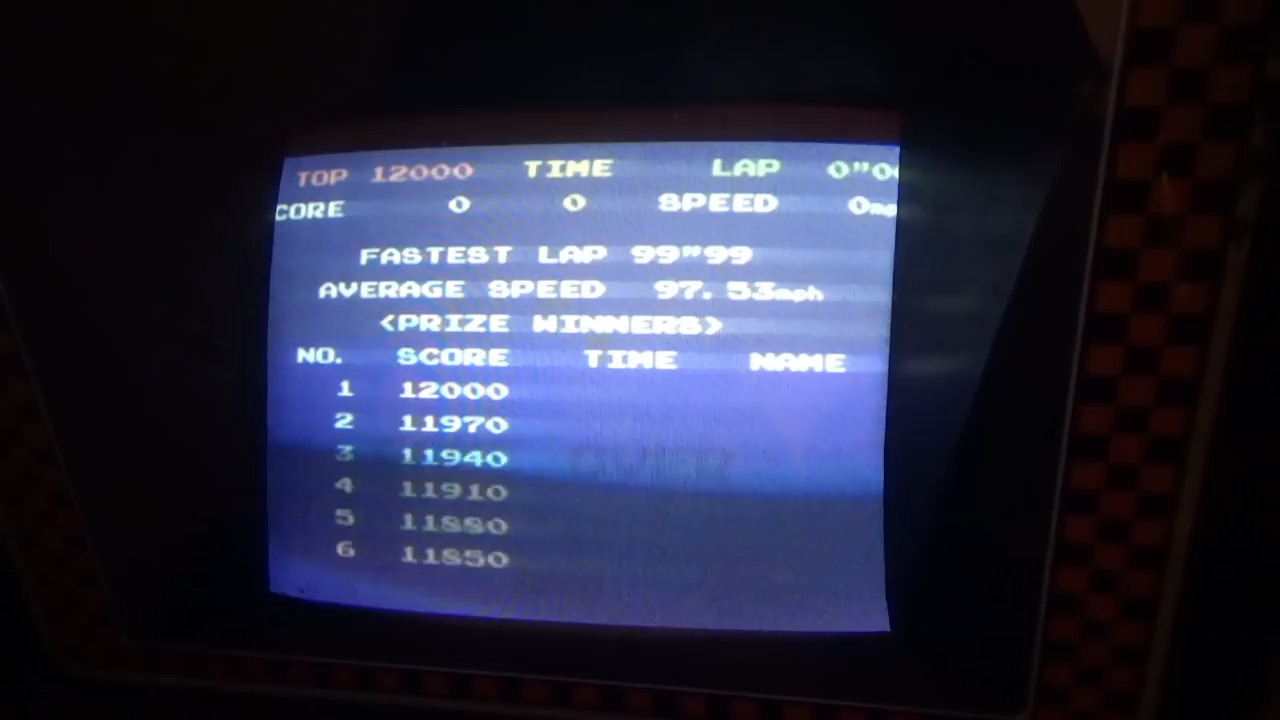 TOP 12000 TIME LAP 0"0
CORE 0 0 SPEED 0mp
FASTEST LAP 99"99
AVERAGE SPEED 97.53mph
<PRIZE WINNERS>
NO. SCORE TIME NAME
1 12000
2 11970
3 11940
4 11910
5 11880
6 11850